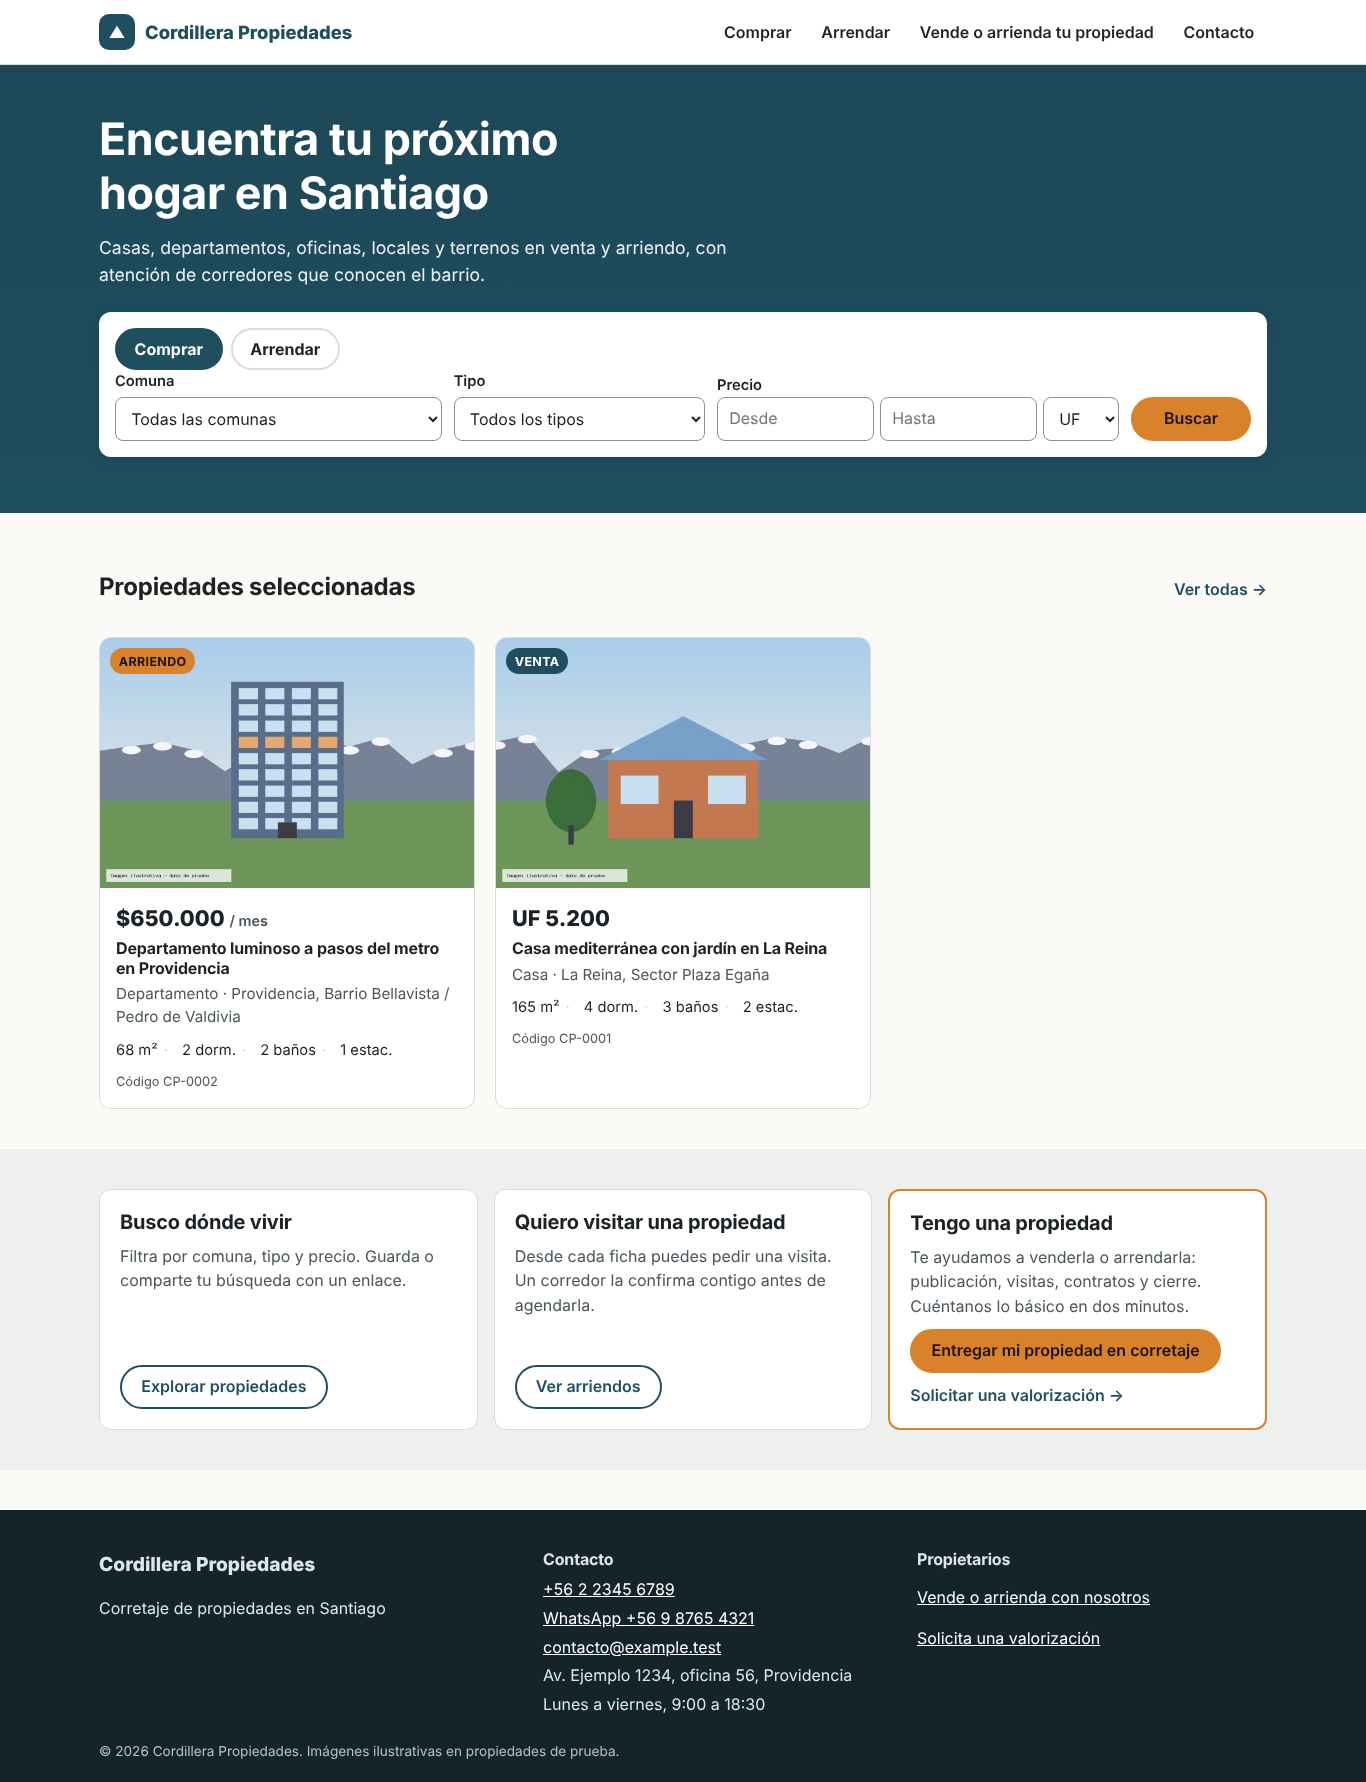 Cordillera Propiedades
Comprar
Arrendar
Vende o arrienda tu propiedad
Contacto
Encuentra tu próximo
hogar en Santiago
Casas, departamentos, oficinas, locales y terrenos en venta y arriendo, con
atención de corredores que conocen el barrio.
Comprar
Arrendar
Comuna
Tipo
Precio
Todas las comunas
Todos los tipos
Desde
Hasta
UF
Buscar
Propiedades seleccionadas
Ver todas →
ARRIENDO
Imagen ilustrativa — dato de prueba
$650.000 / mes
Departamento luminoso a pasos del metro
en Providencia
Departamento · Providencia, Barrio Bellavista /
Pedro de Valdivia
68 m² · 2 dorm. · 2 baños · 1 estac.
Código CP-0002
VENTA
Imagen ilustrativa — dato de prueba
UF 5.200
Casa mediterránea con jardín en La Reina
Casa · La Reina, Sector Plaza Egaña
165 m² · 4 dorm. · 3 baños · 2 estac.
Código CP-0001
Busco dónde vivir
Filtra por comuna, tipo y precio. Guarda o
comparte tu búsqueda con un enlace.
Explorar propiedades
Quiero visitar una propiedad
Desde cada ficha puedes pedir una visita.
Un corredor la confirma contigo antes de
agendarla.
Ver arriendos
Tengo una propiedad
Te ayudamos a venderla o arrendarla:
publicación, visitas, contratos y cierre.
Cuéntanos lo básico en dos minutos.
Entregar mi propiedad en corretaje
Solicitar una valorización →
Cordillera Propiedades
Corretaje de propiedades en Santiago
Contacto
+56 2 2345 6789
WhatsApp +56 9 8765 4321
contacto@example.test
Av. Ejemplo 1234, oficina 56, Providencia
Lunes a viernes, 9:00 a 18:30
Propietarios
Vende o arrienda con nosotros
Solicita una valorización
© 2026 Cordillera Propiedades. Imágenes ilustrativas en propiedades de prueba.